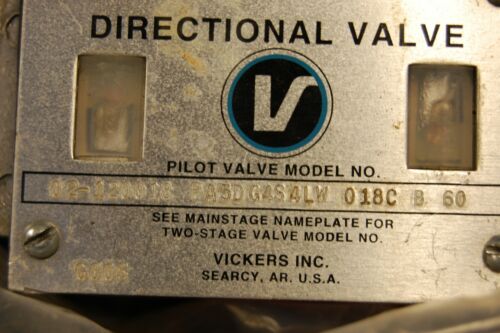 DIRECTIONAL VALVE
V
PILOT VALVE MODEL NO.
PA5DG4S4LW 018C B 60
SEE MAINSTAGE NAMEPLATE FOR
TWO-STAGE VALVE MODEL NO.
VICKERS INC.
SEARCY, AR. U.S.A.